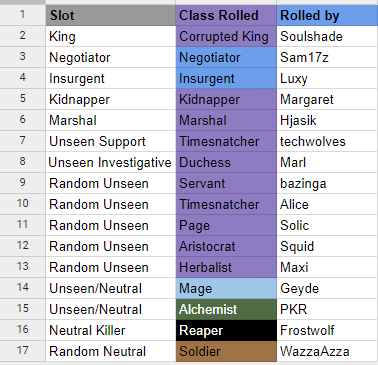 1 Slot Class Rolled Rolled by
2 King Corrupted King Soulshade
3 Negotiator Negotiator Sam17z
4 Insurgent Insurgent Luxy
5 Kidnapper Kidnapper Margaret
6 Marshal Marshal Hjasik
7 Unseen Support Timesnatcher techwolves
8 Unseen Investigative Duchess Marl
9 Random Unseen Servant bazinga
10 Random Unseen Timesnatcher Alice
11 Random Unseen Page Solic
12 Random Unseen Aristocrat Squid
13 Random Unseen Herbalist Maxi
14 Unseen/Neutral Mage Geyde
15 Unseen/Neutral Alchemist PKR
16 Neutral Killer Reaper Frostwolf
17 Random Neutral Soldier WazzaAzza